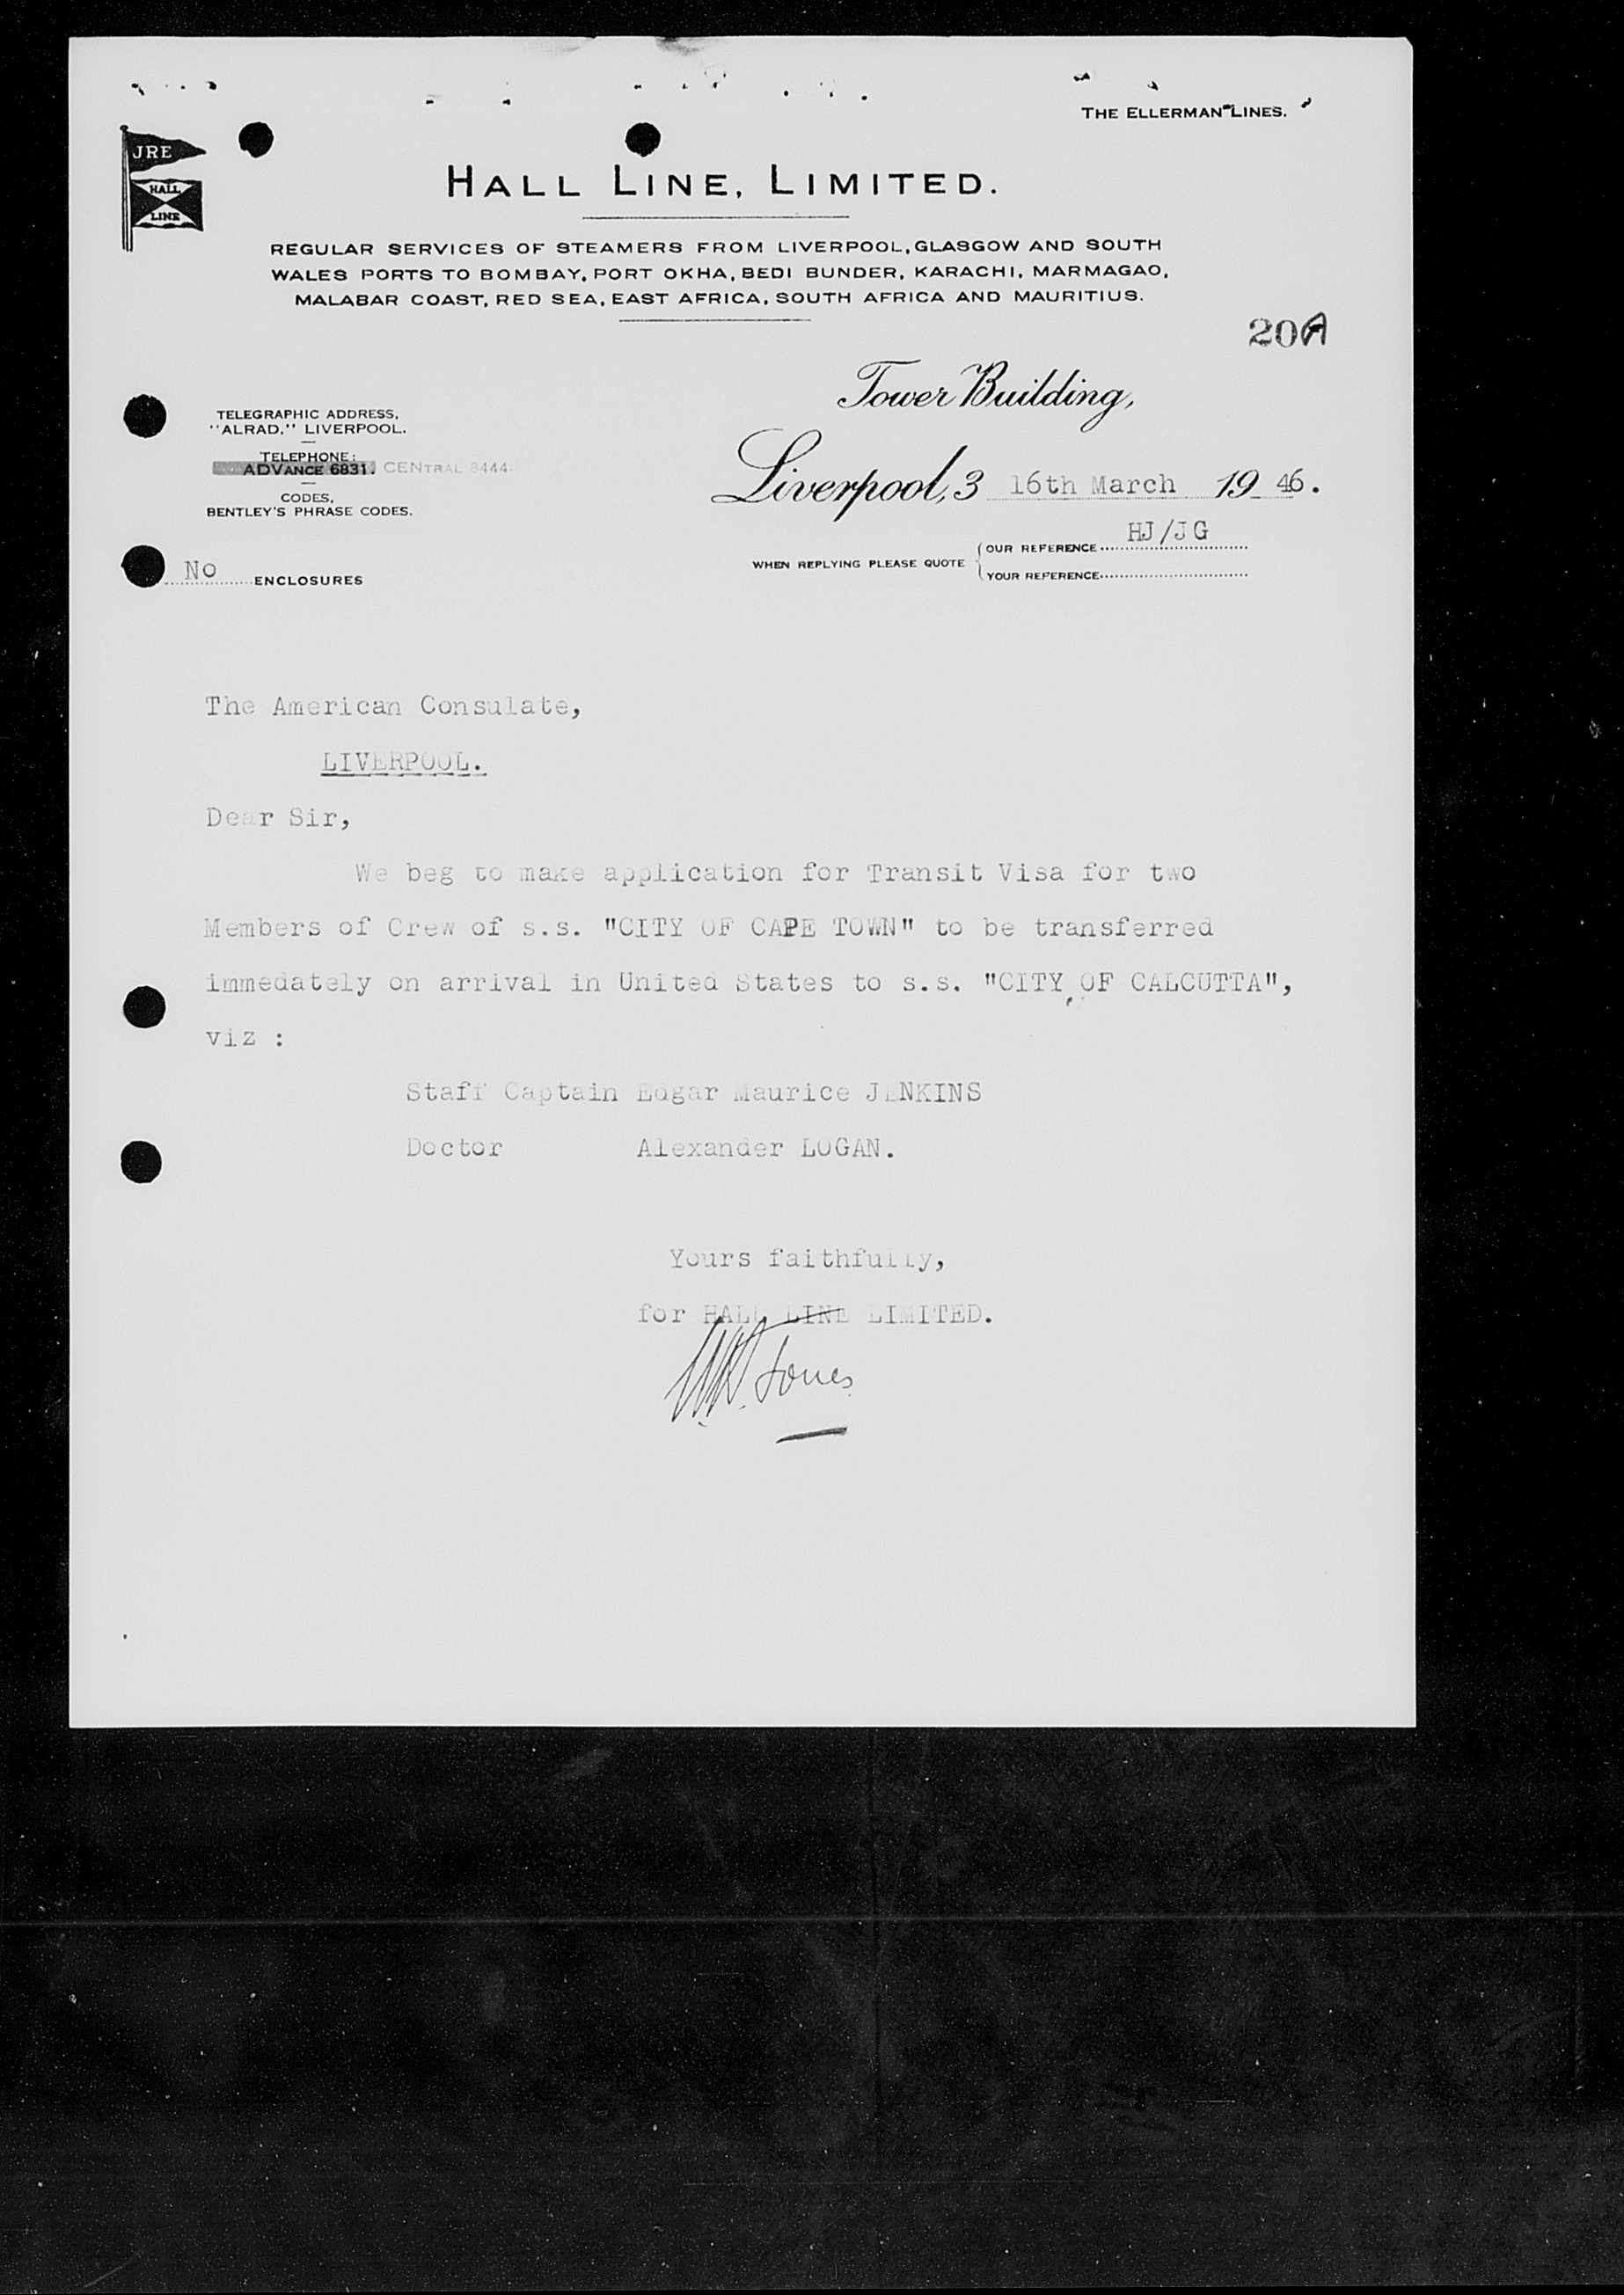 THE ELLERMAN LINES.
JRE
HALL
LINE
HALL LINE, LIMITED.
REGULAR SERVICES OF STEAMERS FROM LIVERPOOL, GLASGOW AND SOUTH
WALES PORTS TO BOMBAY, PORT OKHA, BEDI BUNDER, KARACHI, MARMAGAO,
MALABAR COAST, RED SEA, EAST AFRICA, SOUTH AFRICA AND MAURITIUS.
20A
Tower Building,
TELEGRAPHIC ADDRESS,
"ALRAD." LIVERPOOL.
TELEPHONE:
ADVANCE 6831. CENTRAL 8444.
CODES,
BENTLEY'S PHRASE CODES.
Liverpool, 3 16th March 19 46.
WHEN REPLYING PLEASE QUOTE
OUR REFERENCE HJ/JG
YOUR REFERENCE
No ENCLOSURES
The American Consulate,
LIVERPOOL.
Dear Sir,
We beg to make application for Transit Visa for two
Members of Crew of s.s. "CITY OF CAPE TOWN" to be transferred
immedately on arrival in United States to s.s. "CITY OF CALCUTTA",
viz :
Staff Captain Edgar Maurice JENKINS
Doctor Alexander LOGAN.
Yours faithfully,
for HALL LINE LIMITED.
Jones